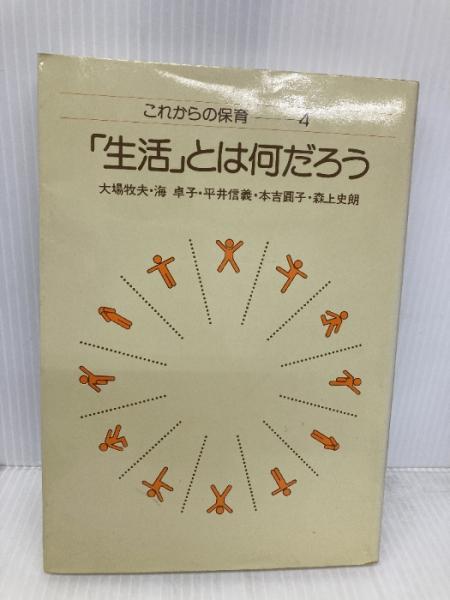 これからの保育——4
「生活」とは何だろう
大場牧夫・海 卓子・平井信義・本吉圓子・森上史朗